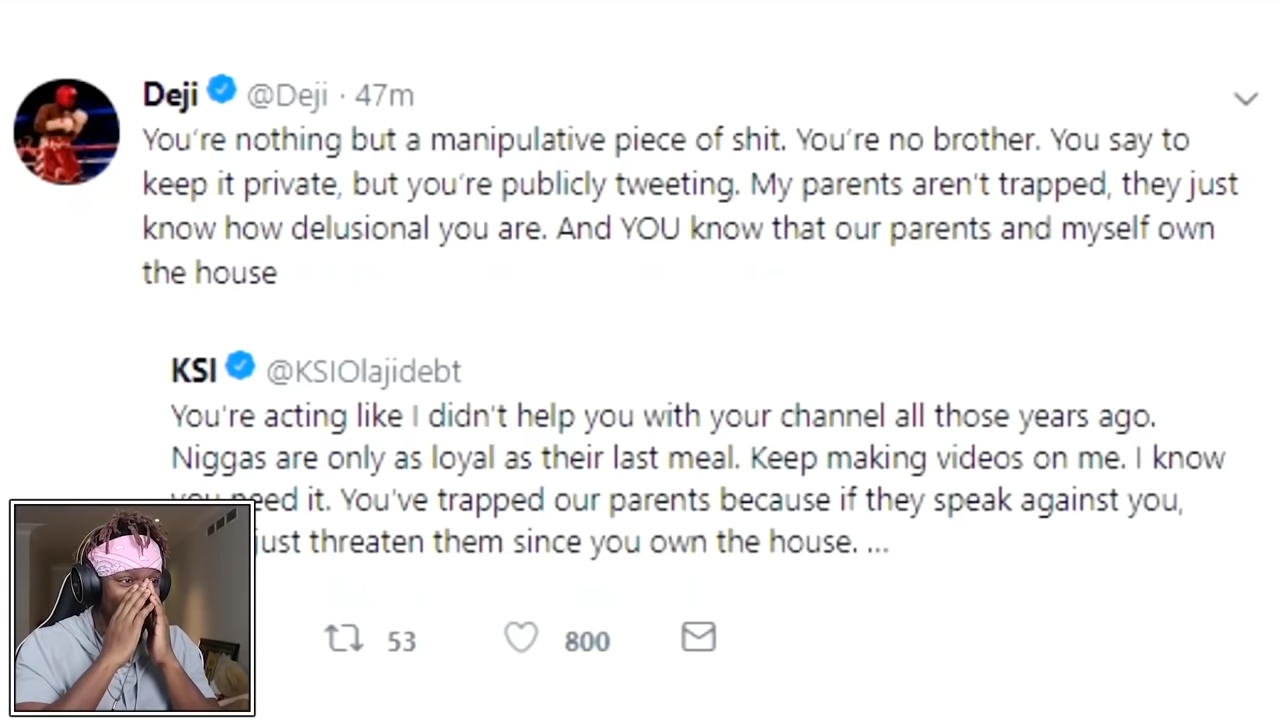 Deji @Deji · 47m
You're nothing but a manipulative piece of shit. You're no brother. You say to
keep it private, but you're publicly tweeting. My parents aren't trapped, they just
know how delusional you are. And YOU know that our parents and myself own
the house
KSI @KSIOlajidebt
You're acting like I didn't help you with your channel all those years ago.
Niggas are only as loyal as their last meal. Keep making videos on me. I know
you need it. You've trapped our parents because if they speak against you,
just threaten them since you own the house. ...
53 800